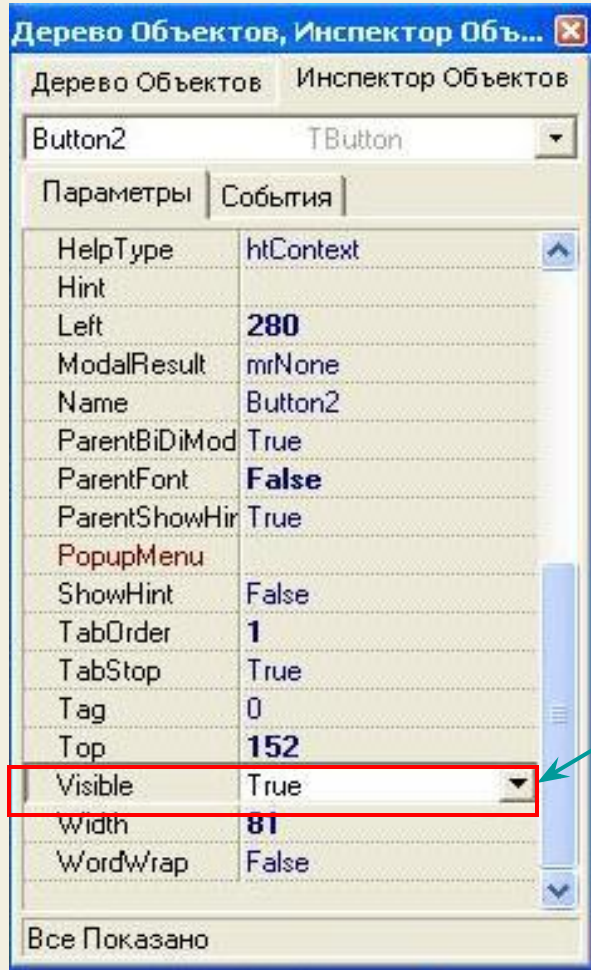 Дерево Объектов, Инспектор Объ...
Дерево Объектов Инспектор Объектов
Button2 TButton
Параметры События
HelpType htContext
Hint
Left 280
ModalResult mrNone
Name Button2
ParentBiDiMod True
ParentFont False
ParentShowHir True
PopupMenu
ShowHint False
TabOrder 1
TabStop True
Tag 0
Top 152
Visible True
Width 81
WordWrap False
Все Показано